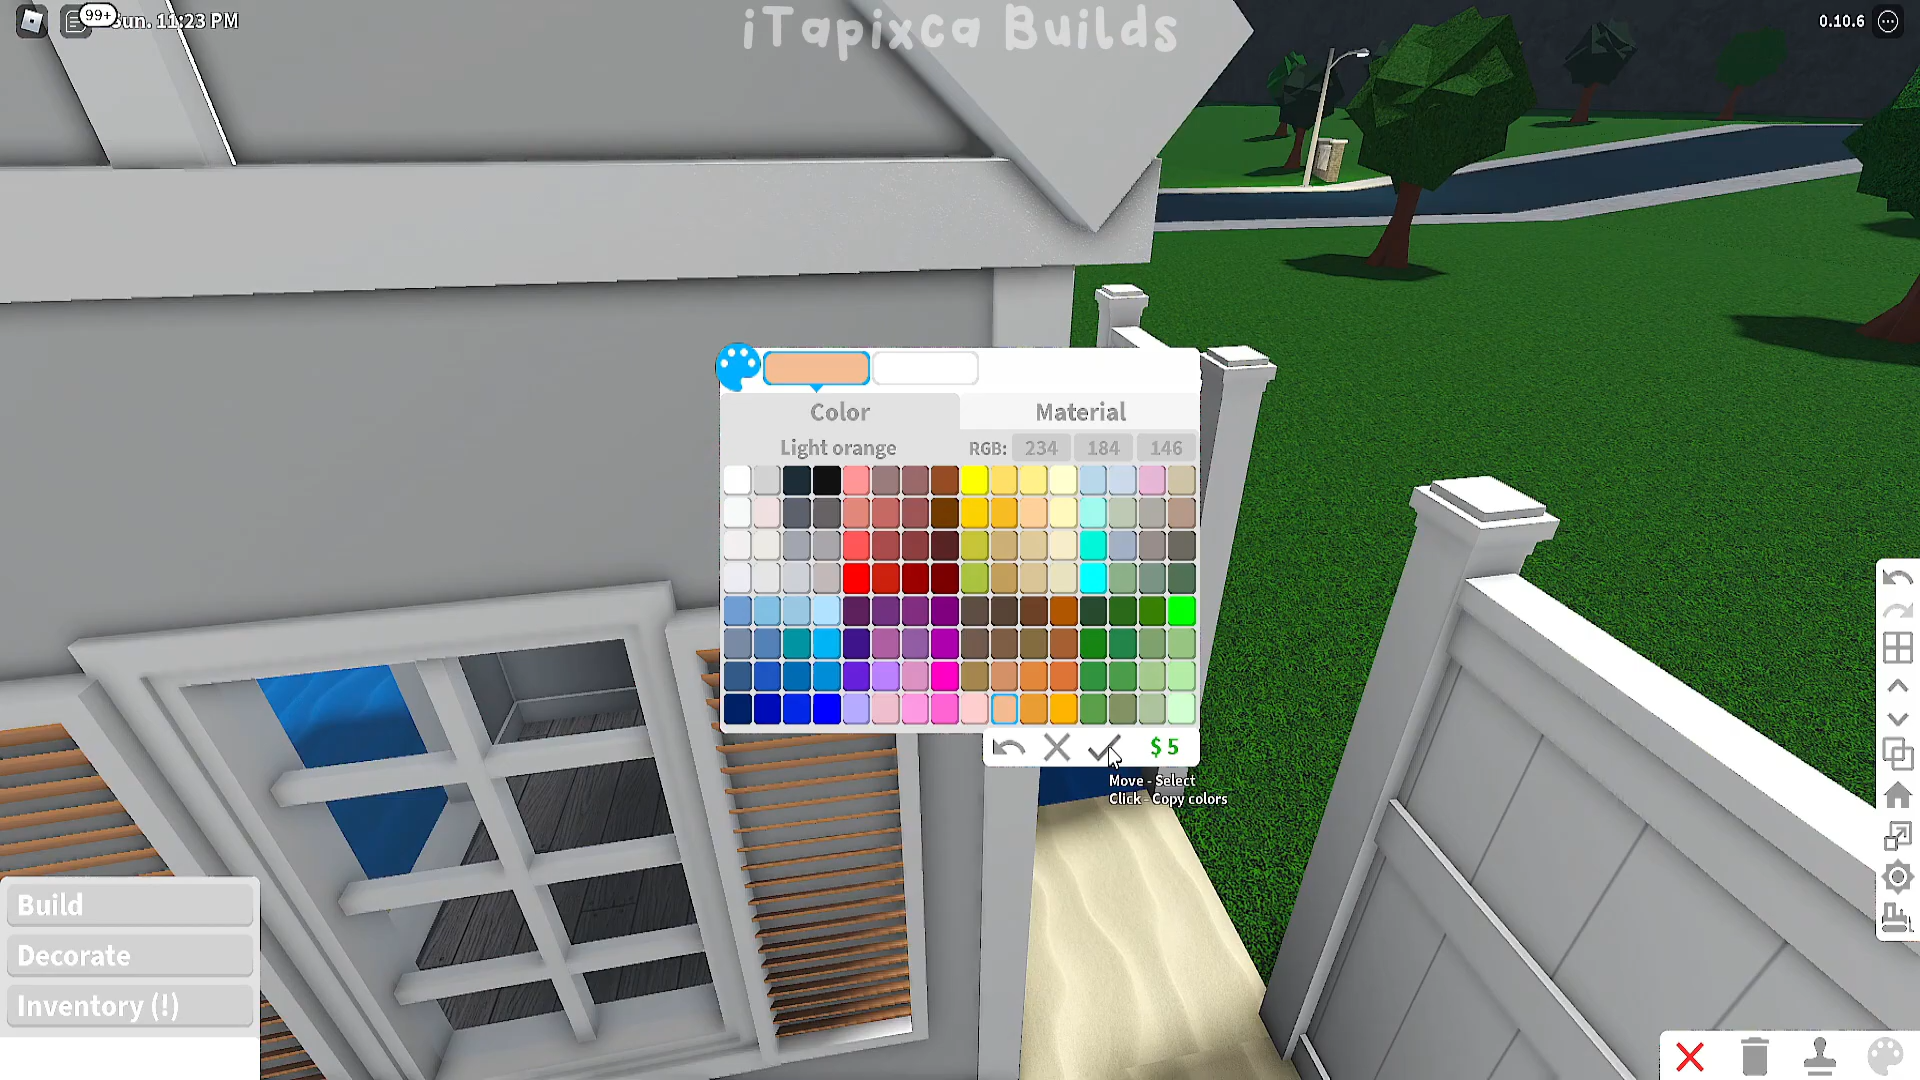 99+
Sun. 11:23 PM
iTapixca Builds
0.10.6
Color
Material
Light orange
RGB: 234 184 146
$ 5
Move - Select
Click - Copy colors
Build
Decorate
Inventory (!)